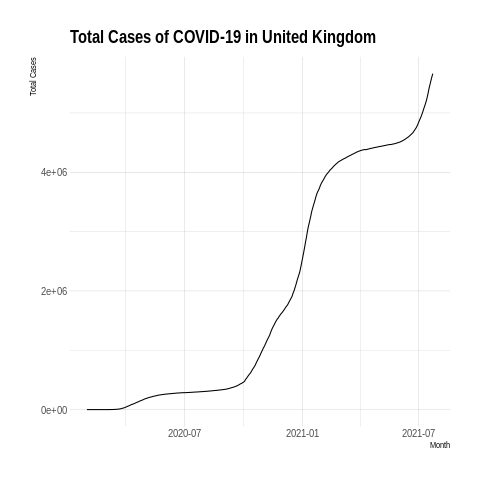 Total Cases of COVID-19 in United Kingdom
Total Cases
4e+06
2e+06
0e+00
2020-07
2021-01
2021-07
Month